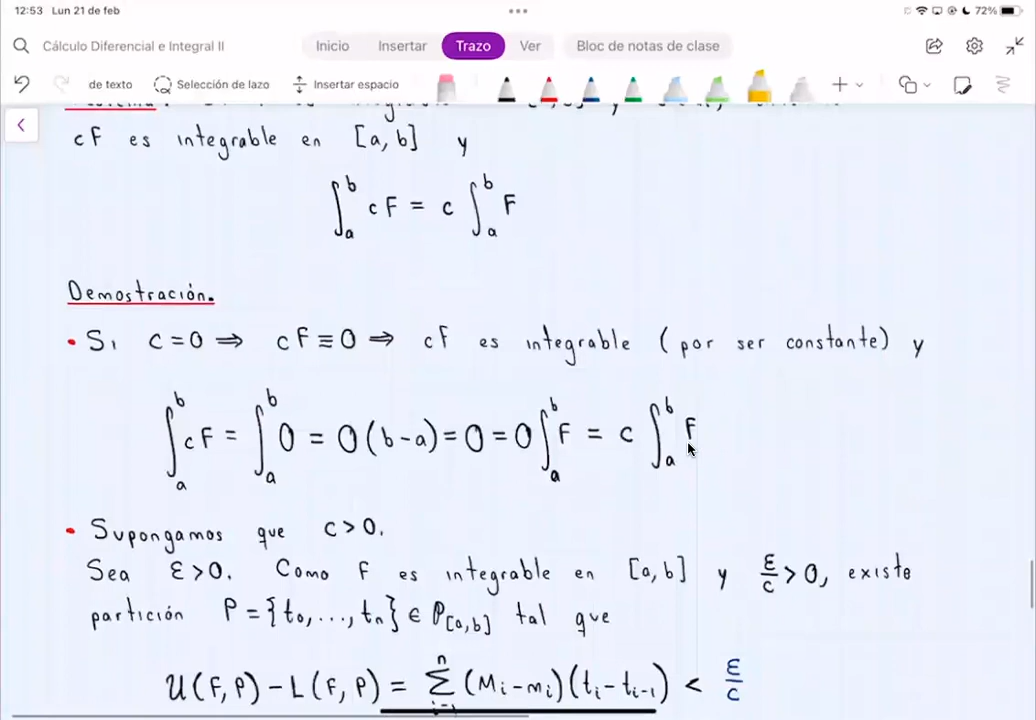 12:53 Lun 21 de feb 72%
Cálculo Diferencial e Integral II Inicio Insertar Trazo Ver Bloc de notas de clase
de texto Selección de lazo Insertar espacio
cf es integrable en [a, b] y
∫_a^b cf = c ∫_a^b f
Demostración.
• Si c=0 ⇒ cf≡0 ⇒ cf es integrable (por ser constante) y
∫_a^b cf = ∫_a^b 0 = 0(b-a) = 0 = 0∫_a^b f = c ∫_a^b f
• Supongamos que c>0.
Sea ε>0. Como f es integrable en [a, b] y ε/c > 0, existe
partición P = {t₀, ..., tₙ} ∈ P_[a,b] tal que
U(f, P) - L(f, P) = Σⁿ (Mᵢ - mᵢ)(tᵢ - tᵢ₋₁) < ε/c